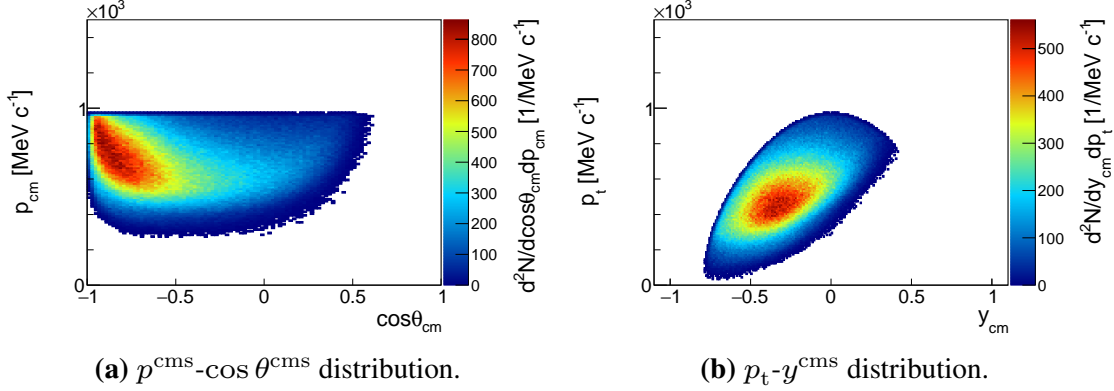 ×10³
p_cm [MeV c⁻¹]
1
0
−1 −0.5 0 0.5 1
cosθ_cm
800
700
600
500
400
300
200
100
0
d²N/dcosθ_cm dp_cm [1/MeV c⁻¹]
×10³
p_t [MeV c⁻¹]
1
0
−1 −0.5 0 0.5 1
y_cm
500
400
300
200
100
0
d²N/dy_cm dp_t [1/MeV c⁻¹]
(a) p^cms-cos θ^cms distribution.
(b) p_t-y^cms distribution.